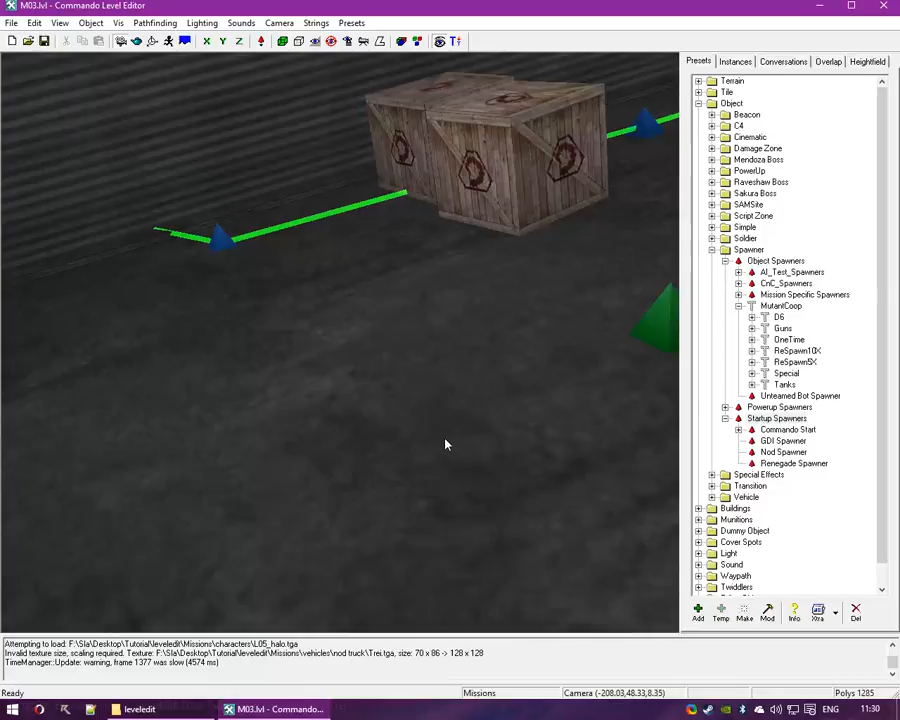 M03.lvl - Commando Level Editor
File Edit View Object Vis Pathfinding Lighting Sounds Camera Strings Presets
X Y Z
Presets Instances Conversations Overlap Heightfield
Terrain
Tile
Object
Beacon
C4
Cinematic
Damage Zone
Mendoza Boss
PowerUp
Raveshaw Boss
Sakura Boss
SAMSite
Script Zone
Simple
Soldier
Spawner
Object Spawners
AI_Test_Spawners
CnC_Spawners
Mission Specific Spawners
MutantCoop
D6
Guns
OneTime
ReSpawn10X
ReSpawn5X
Special
Tanks
Unteamed Bot Spawner
Powerup Spawners
Startup Spawners
Commando Start
GDI Spawner
Nod Spawner
Renegade Spawner
Special Effects
Transition
Vehicle
Buildings
Munitions
Dummy Object
Cover Spots
Light
Sound
Waypath
Twiddlers
Add Temp Make Mod Info Xtra Del
Attempting to load: F:\Sla\Desktop\Tutorial\leveledit\Missions\characters\L05_halo.tga
Invalid texture size, scaling required. Texture: F:\Sla\Desktop\Tutorial\leveledit\Missions\vehicles\nod truck\Trei.tga, size: 70 x 86 -> 128 x 128
TimeManager::Update: warning, frame 1377 was slow (4574 ms)
Ready Missions Camera (-208.03,48.33,8.35) Polys 1285
leveledit M03.lvl - Commando... ENG 11:30